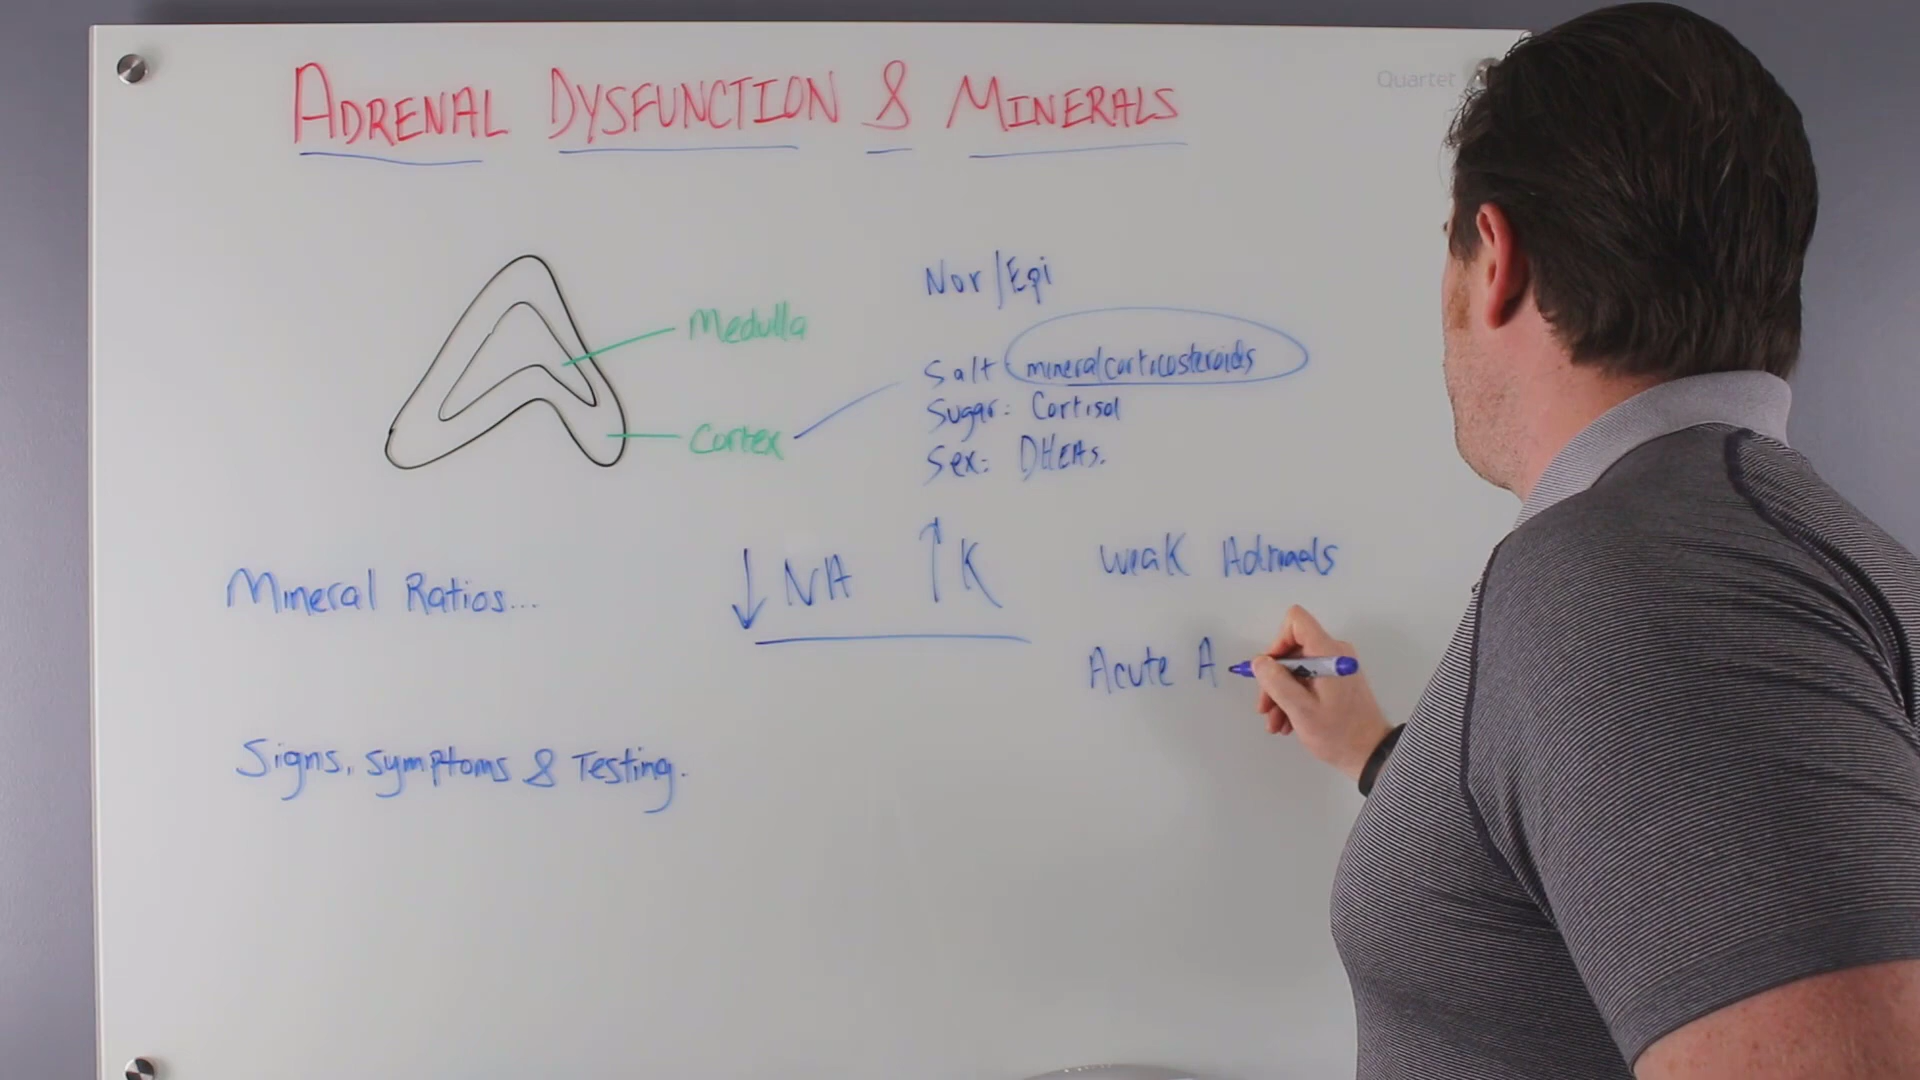 ADRENAL DYSFUNCTION & MINERALS
Quartet
Nor/Epi
Medulla
Salt mineralcorticosteroids
Sugar: Cortisol
Cortex
Sex: DHEAs.
↓ NA ↑ K
Weak Adrenals
Mineral Ratios...
Acute A
Signs, symptoms & Testing.